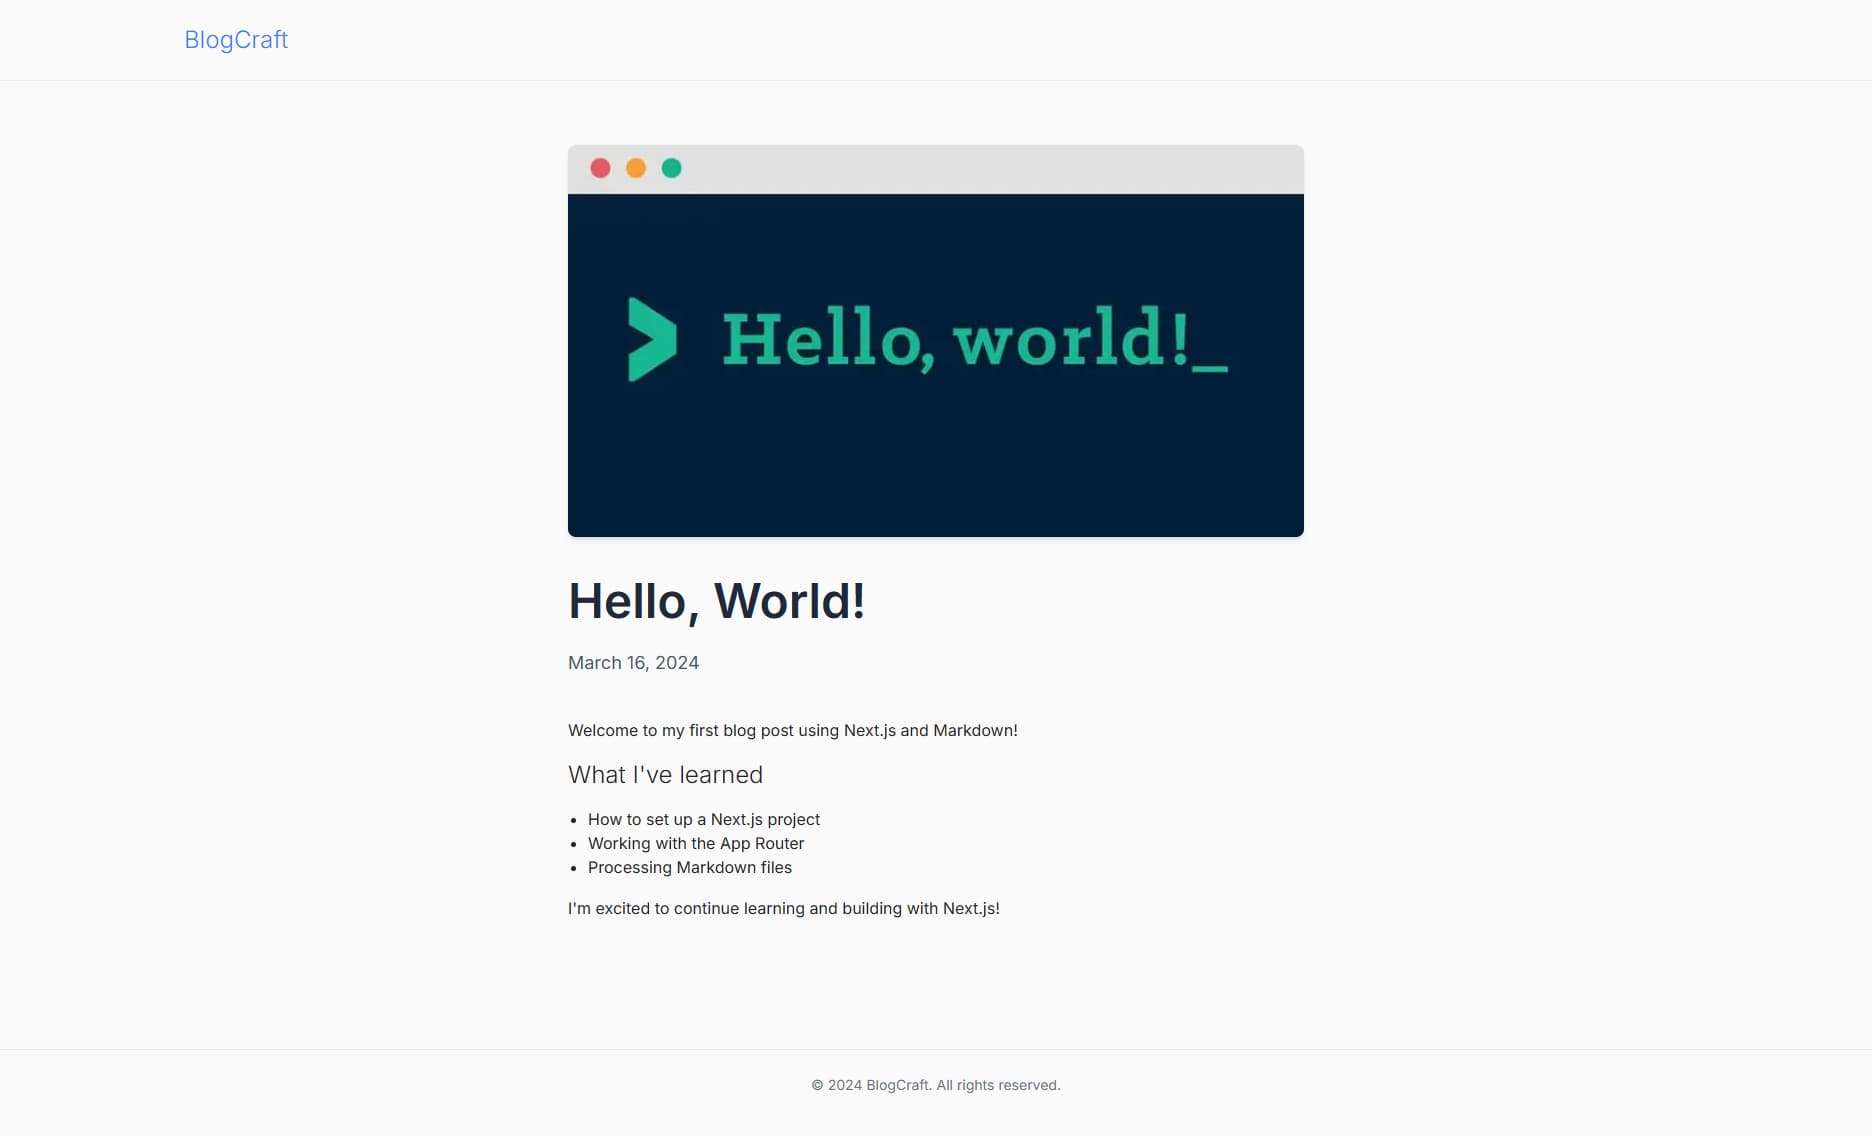 BlogCraft
> Hello, world!_
Hello, World!
March 16, 2024
Welcome to my first blog post using Next.js and Markdown!
What I've learned
• How to set up a Next.js project
• Working with the App Router
• Processing Markdown files
I'm excited to continue learning and building with Next.js!
© 2024 BlogCraft. All rights reserved.